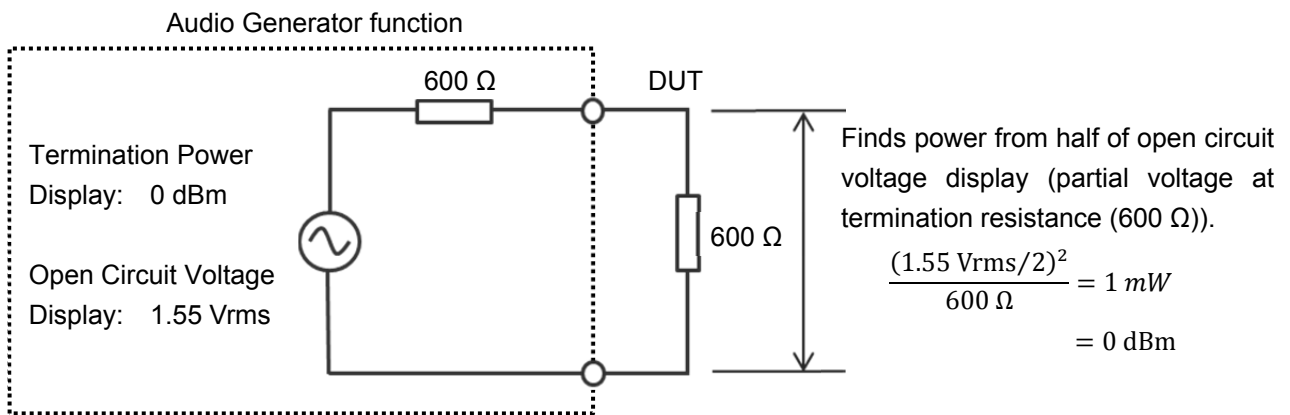 Audio Generator function
600 Ω
DUT
Termination Power
Display: 0 dBm
Open Circuit Voltage
Display: 1.55 Vrms
600 Ω
Finds power from half of open circuit
voltage display (partial voltage at
termination resistance (600 Ω)).
(1.55 Vrms/2)²
600 Ω
= 1 mW
= 0 dBm